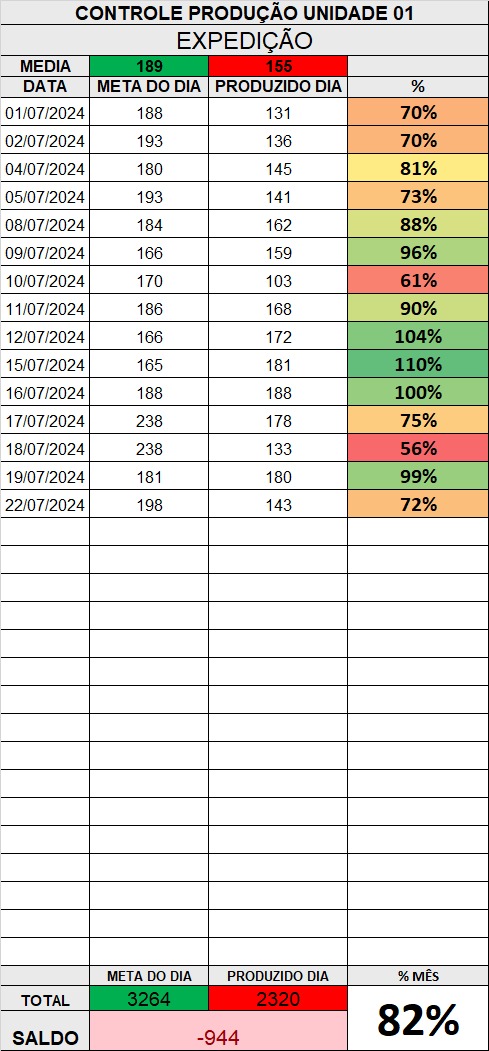 CONTROLE PRODUÇÃO UNIDADE 01
EXPEDIÇÃO
MEDIA 189 155
DATA META DO DIA PRODUZIDO DIA %
01/07/2024 188 131 70%
02/07/2024 193 136 70%
04/07/2024 180 145 81%
05/07/2024 193 141 73%
08/07/2024 184 162 88%
09/07/2024 166 159 96%
10/07/2024 170 103 61%
11/07/2024 186 168 90%
12/07/2024 166 172 104%
15/07/2024 165 181 110%
16/07/2024 188 188 100%
17/07/2024 238 178 75%
18/07/2024 238 133 56%
19/07/2024 181 180 99%
22/07/2024 198 143 72%
META DO DIA PRODUZIDO DIA % MÊS
TOTAL 3264 2320 82%
SALDO -944